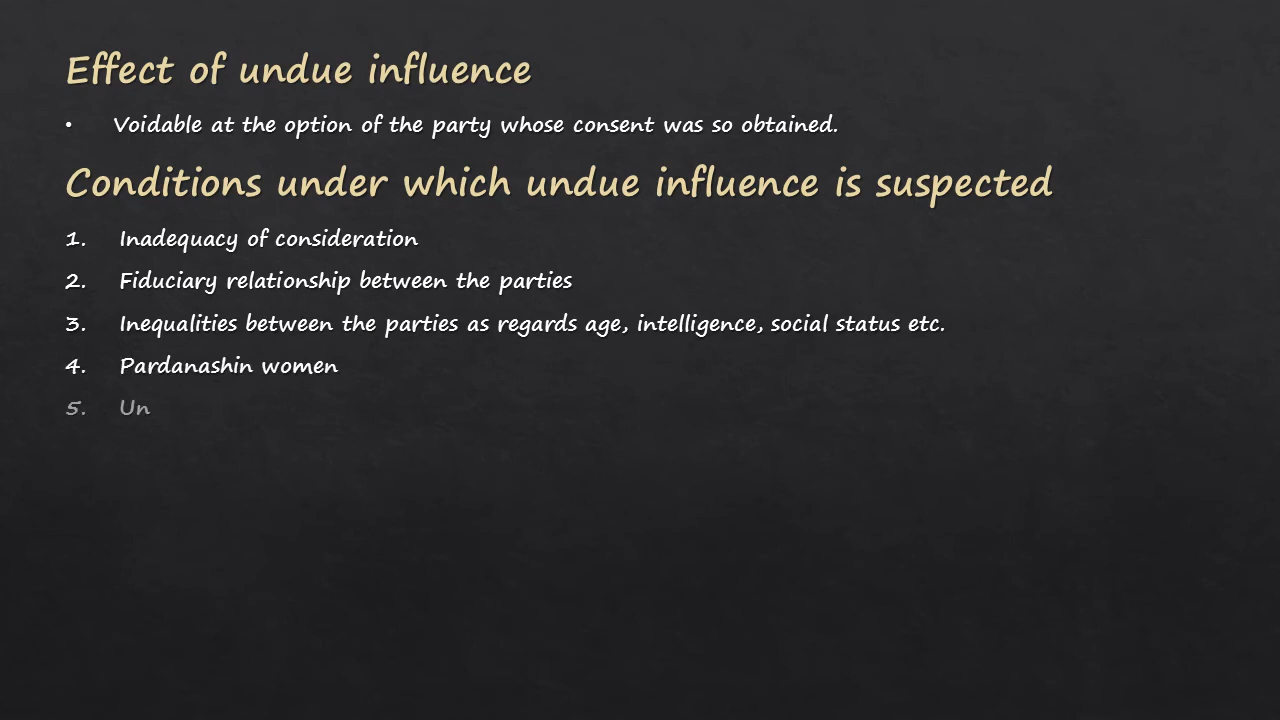 Effect of undue influence
• Voidable at the option of the party whose consent was so obtained.
Conditions under which undue influence is suspected
1. Inadequacy of consideration
2. Fiduciary relationship between the parties
3. Inequalities between the parties as regards age, intelligence, social status etc.
4. Pardanashin women
5. Un